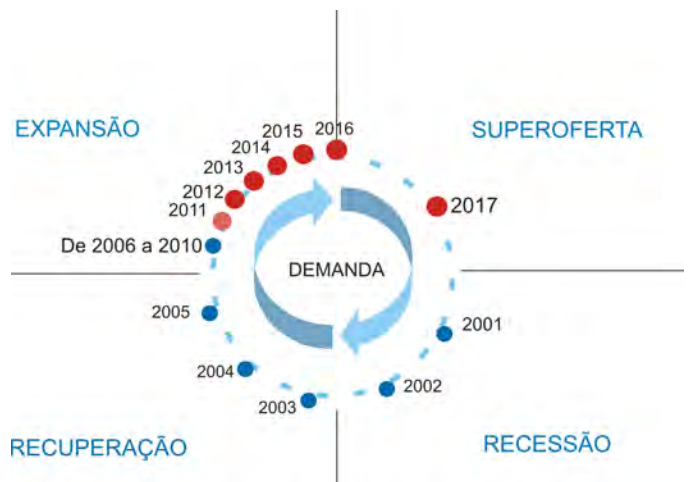 EXPANSÃO
SUPEROFERTA
2016
2015
2014
2013
2012
2011
2017
De 2006 a 2010
DEMANDA
2005
2001
2004
2002
2003
RECUPERAÇÃO
RECESSÃO